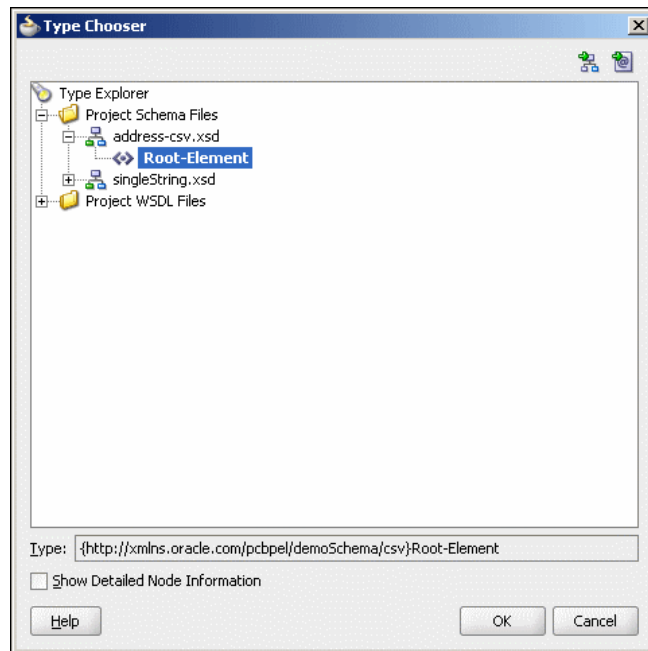 Type Chooser
Type Explorer
Project Schema Files
address-csv.xsd
Root-Element
singleString.xsd
Project WSDL Files
Type: {http://xmlns.oracle.com/pcbpel/demoSchema/csv}Root-Element
Show Detailed Node Information
Help OK Cancel